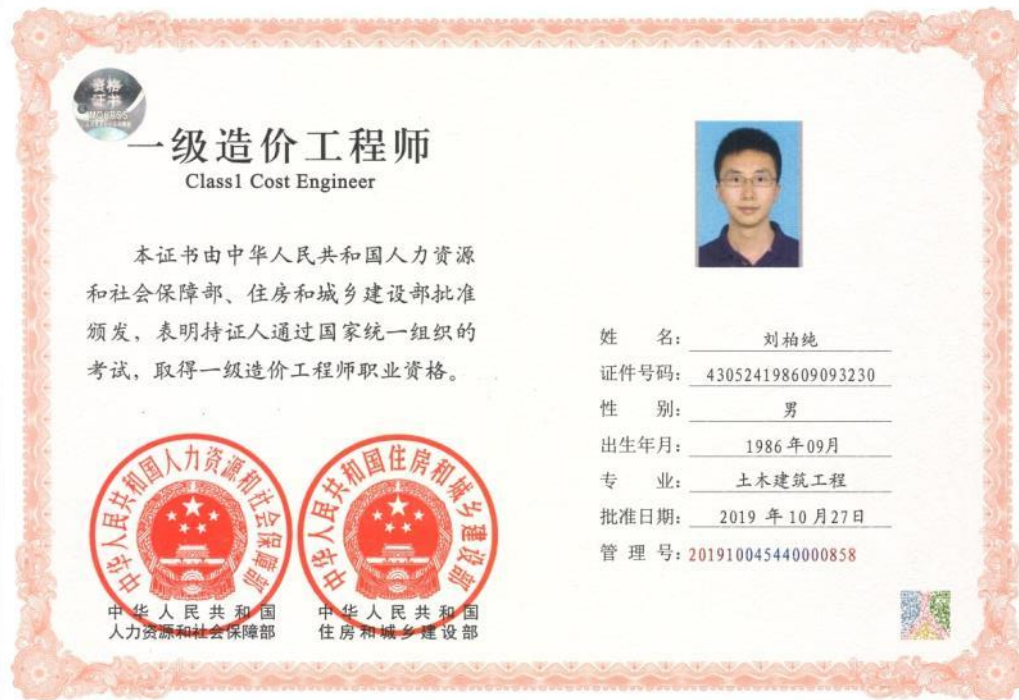 资格
证书
MOHRSS
一级造价工程师
Class1 Cost Engineer
本证书由中华人民共和国人力资源
和社会保障部、住房和城乡建设部批准
颁发，表明持证人通过国家统一组织的
考试，取得一级造价工程师职业资格。
中华人民共和国人力资源和社会保障部
中华人民共和国住房和城乡建设部
中华人民共和国
人力资源和社会保障部
中华人民共和国
住房和城乡建设部
姓 名： 刘柏纯
证件号码： 430524198609093230
性 别： 男
出生年月： 1986年09月
专 业： 土木建筑工程
批准日期： 2019 年 10 月27日
管 理 号：201910045440000858